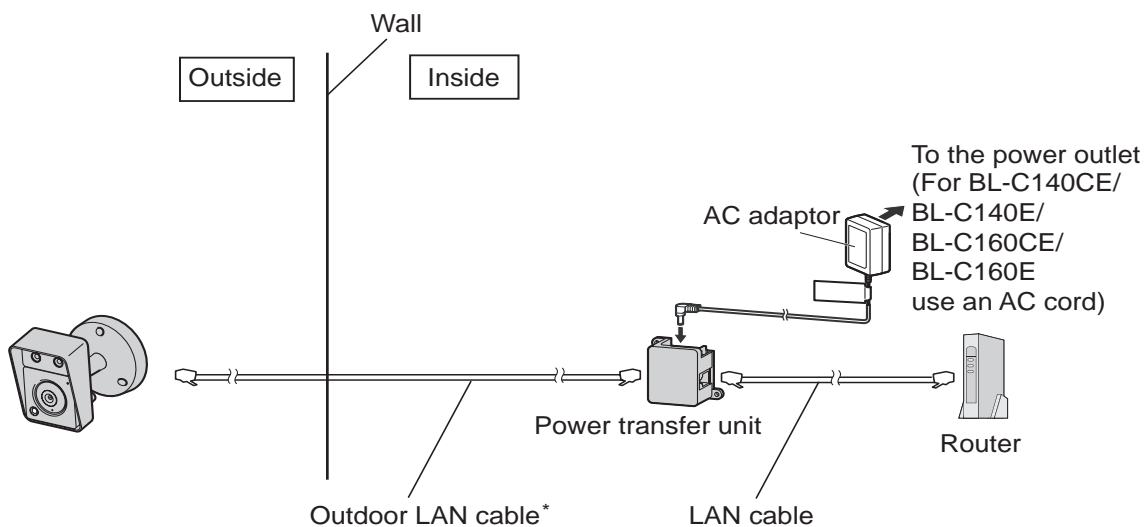 Wall
Outside
Inside
To the power outlet
(For BL-C140CE/
BL-C140E/
BL-C160CE/
BL-C160E
use an AC cord)
AC adaptor
Power transfer unit
Router
Outdoor LAN cable*
LAN cable